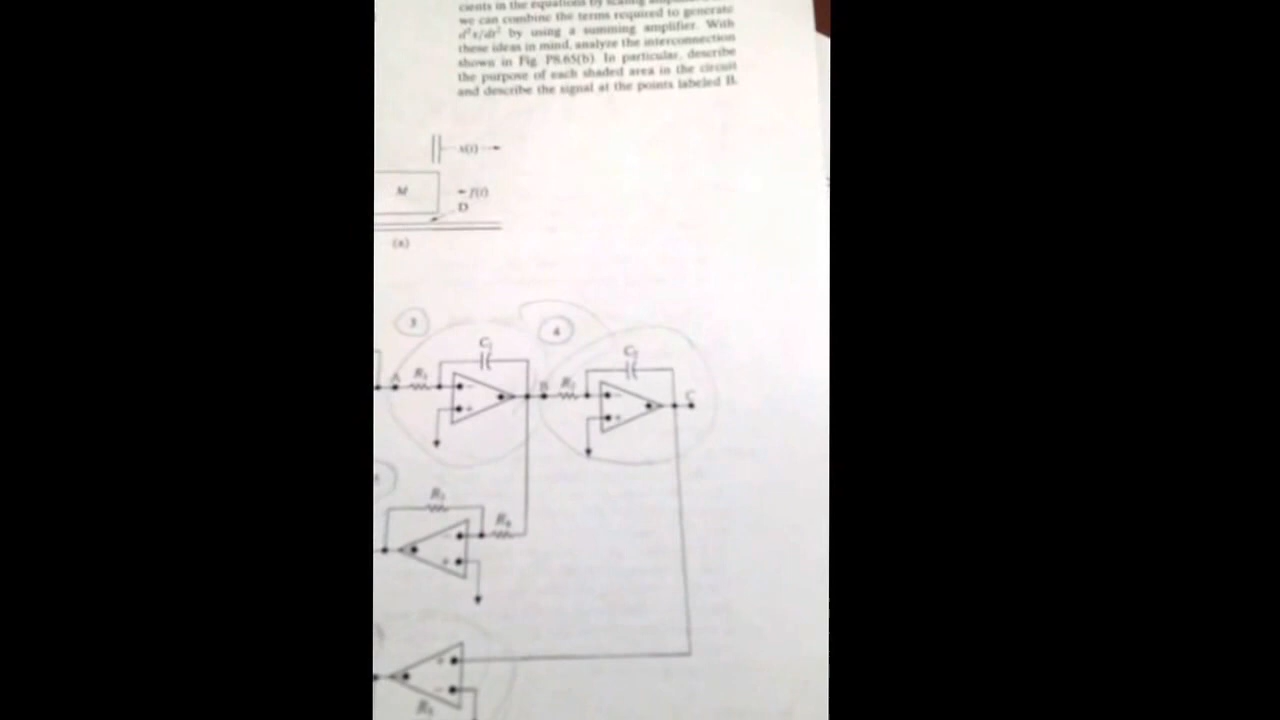 cients in the equations by scaling
we can combine the terms required to generate
d²x/dt² by using a summing amplifier. With
these ideas in mind, analyze the interconnection
shown in Fig. P8.65(b). In particular, describe
the purpose of each shaded area in the circuit
and describe the signal at the points labeled B.
x(t)
M
f(t)
D
(a)
3
4
C₁
C₂
A
R₁
B
R₂
C
-
+
-
+
R₃
R₄
-
+
+
-